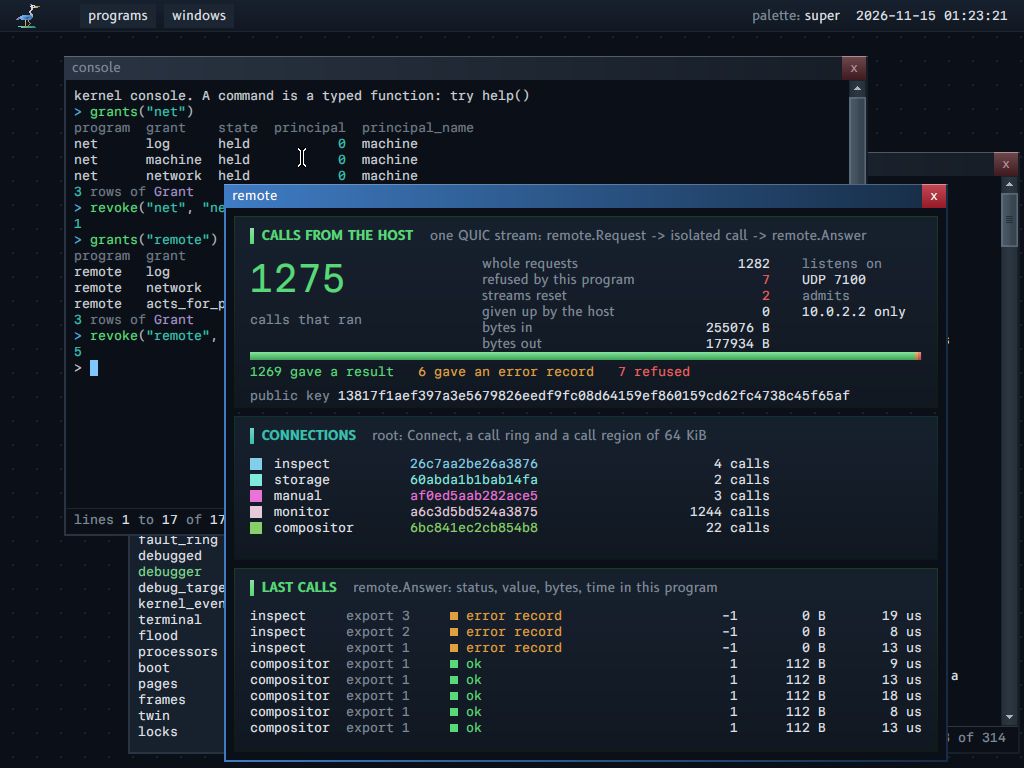 programs windows palette: super 2026-11-15 01:23:21
console x
kernel console. A command is a typed function: try help()
> grants("net")
program grant state principal principal_name
net log held 0 machine
net machine held 0 machine
net network held 0 machine
3 rows of Grant
> revoke("net", "ne
1
> grants("remote")
program grant
remote log
remote network
remote acts_for_p
3 rows of Grant
> revoke("remote",
5
>
lines 1 to 17 of 17
x
remote x
CALLS FROM THE HOST one QUIC stream: remote.Request -> isolated call -> remote.Answer
1275
calls that ran
whole requests 1282
refused by this program 7
streams reset 2
given up by the host 0
bytes in 255076 B
bytes out 177934 B
listens on
UDP 7100
admits
10.0.2.2 only
1269 gave a result 6 gave an error record 7 refused
public key 13817f1aef397a3e5679826eedf9fc08d64159ef860159cd62fc4738c45f65af
CONNECTIONS root: Connect, a call ring and a call region of 64 KiB
inspect 26c7aa2be26a3876 4 calls
storage 60abda1b1bab14fa 2 calls
manual af0ed5aab282ace5 3 calls
monitor a6c3d5bd524a3875 1244 calls
compositor 6bc841ec2cb854b8 22 calls
LAST CALLS remote.Answer: status, value, bytes, time in this program
inspect export 3 error record -1 0 B 19 us
inspect export 2 error record -1 0 B 8 us
inspect export 1 error record -1 0 B 13 us
compositor export 1 ok 1 112 B 9 us
compositor export 1 ok 1 112 B 13 us
compositor export 1 ok 1 112 B 18 us
compositor export 1 ok 1 112 B 8 us
compositor export 1 ok 1 112 B 13 us
fault_ring
debugged
debugger
debug_targe
kernel_even
terminal
flood
processors
boot
pages
frames
twin
locks
a
of 314